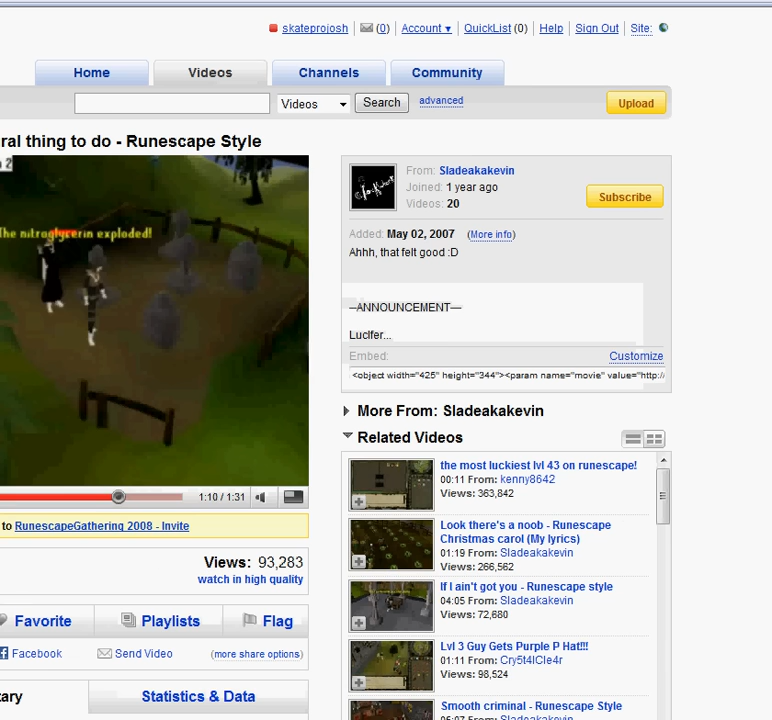 skateprojosh | (0) | Account ▾ | QuickList (0) | Help | Sign Out | Site:
Home Videos Channels Community
Videos Search advanced Upload
ral thing to do - Runescape Style
2
The nitroglycerin exploded!
1:10 / 1:31
to RunescapeGathering 2008 - Invite
Views: 93,283
watch in high quality
Favorite Playlists Flag
Facebook Send Video (more share options)
tary Statistics & Data
From: Sladeakakevin
Joined: 1 year ago
Videos: 20
Subscribe
Added: May 02, 2007 (More info)
Ahhh, that felt good :D
—ANNOUNCEMENT—
Lucifer...
Embed: Customize
<object width="425" height="344"><param name="movie" value="http:/
More From: Sladeakakevin
Related Videos
the most luckiest lvl 43 on runescape!
00:11 From: kenny8642
Views: 363,842
Look there's a noob - Runescape
Christmas carol (My lyrics)
01:19 From: Sladeakakevin
Views: 266,562
If I ain't got you - Runescape style
04:05 From: Sladeakakevin
Views: 72,680
Lvl 3 Guy Gets Purple P Hat!!!
01:11 From: Cry5t4lCle4r
Views: 98,524
Smooth criminal - Runescape Style